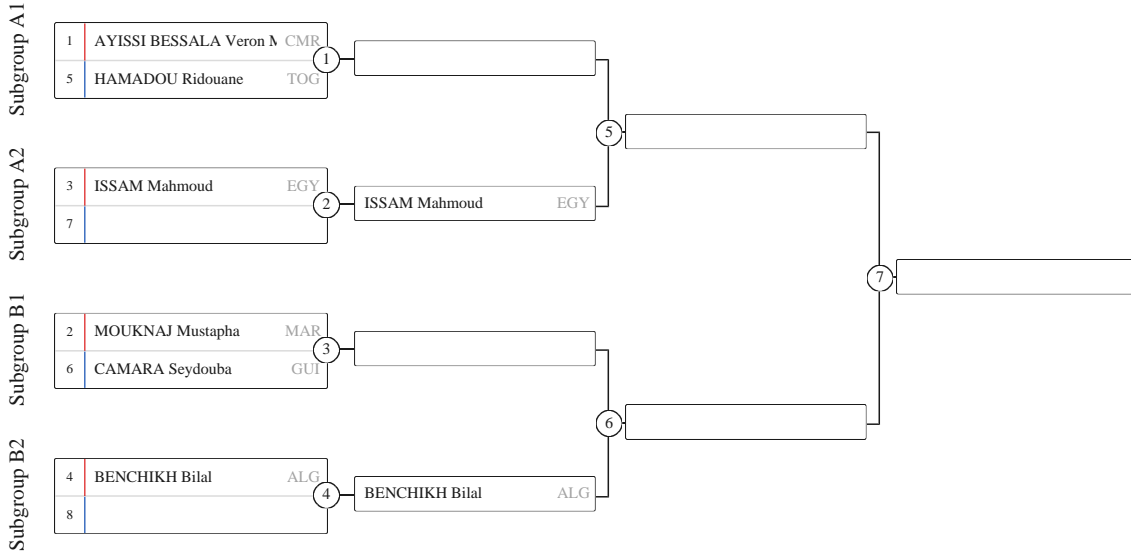 Subgroup A1
1 AYISSI BESSALA Veron M CMR
5 HAMADOU Ridouane TOG
1
Subgroup A2
3 ISSAM Mahmoud EGY
7
2
ISSAM Mahmoud EGY
5
Subgroup B1
2 MOUKNAJ Mustapha MAR
6 CAMARA Seydouba GUI
3
Subgroup B2
4 BENCHIKH Bilal ALG
8
4
BENCHIKH Bilal ALG
6
7